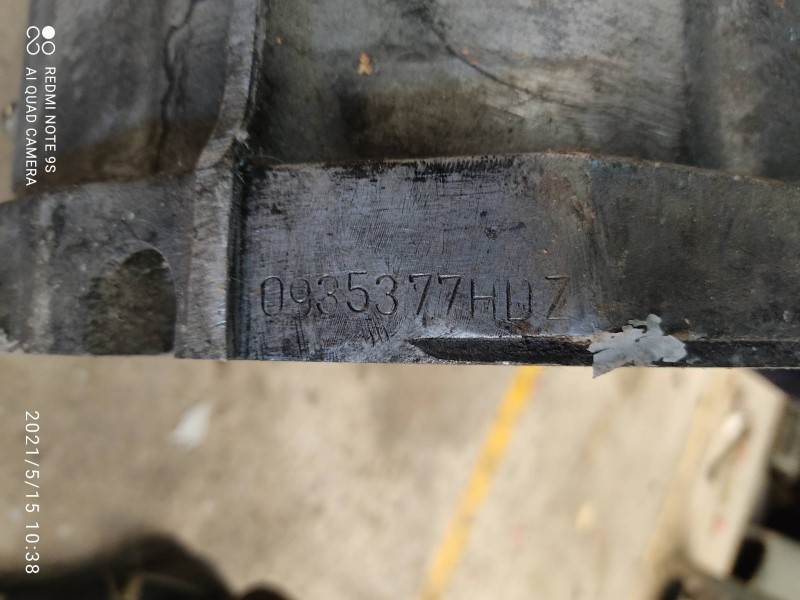 0935377HDZ
REDMI NOTE 9S
AI QUAD CAMERA
2021/5/15 10:38